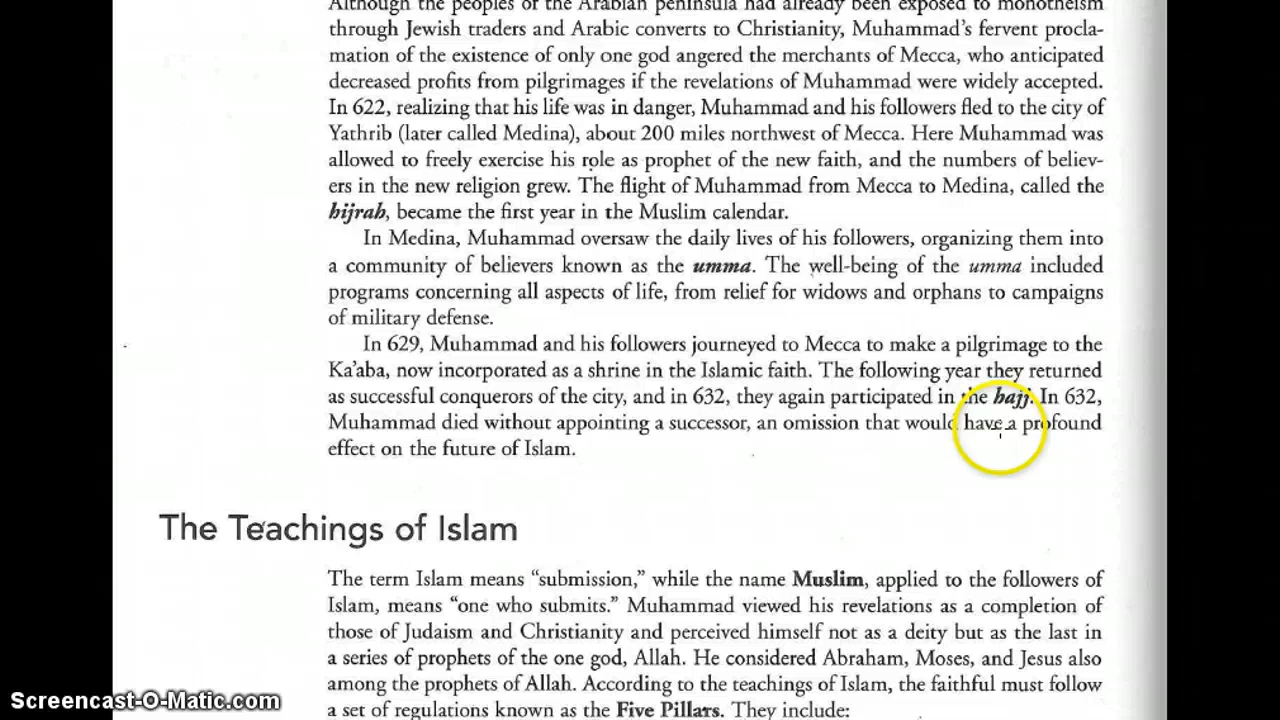 Although the peoples of the Arabian peninsula had already been exposed to monotheism
through Jewish traders and Arabic converts to Christianity, Muhammad's fervent procla-
mation of the existence of only one god angered the merchants of Mecca, who anticipated
decreased profits from pilgrimages if the revelations of Muhammad were widely accepted.
In 622, realizing that his life was in danger, Muhammad and his followers fled to the city of
Yathrib (later called Medina), about 200 miles northwest of Mecca. Here Muhammad was
allowed to freely exercise his role as prophet of the new faith, and the numbers of believ-
ers in the new religion grew. The flight of Muhammad from Mecca to Medina, called the
hijrah, became the first year in the Muslim calendar.
In Medina, Muhammad oversaw the daily lives of his followers, organizing them into
a community of believers known as the umma. The well-being of the umma included
programs concerning all aspects of life, from relief for widows and orphans to campaigns
of military defense.
In 629, Muhammad and his followers journeyed to Mecca to make a pilgrimage to the
Ka'aba, now incorporated as a shrine in the Islamic faith. The following year they returned
as successful conquerors of the city, and in 632, they again participated in the hajj. In 632,
Muhammad died without appointing a successor, an omission that would have a profound
effect on the future of Islam.
The Teachings of Islam
The term Islam means "submission," while the name Muslim, applied to the followers of
Islam, means "one who submits." Muhammad viewed his revelations as a completion of
those of Judaism and Christianity and perceived himself not as a deity but as the last in
a series of prophets of the one god, Allah. He considered Abraham, Moses, and Jesus also
among the prophets of Allah. According to the teachings of Islam, the faithful must follow
a set of regulations known as the Five Pillars. They include:
Screencast-O-Matic.com